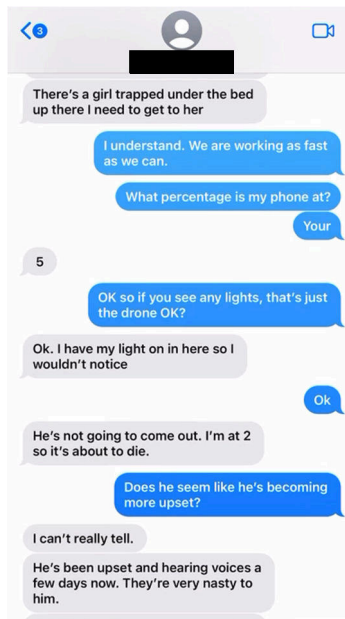 3
There's a girl trapped under the bed
up there I need to get to her
I understand. We are working as fast
as we can.
What percentage is my phone at?
Your
5
OK so if you see any lights, that's just
the drone OK?
Ok. I have my light on in here so I
wouldn't notice
Ok
He's not going to come out. I'm at 2
so it's about to die.
Does he seem like he's becoming
more upset?
I can't really tell.
He's been upset and hearing voices a
few days now. They're very nasty to
him.